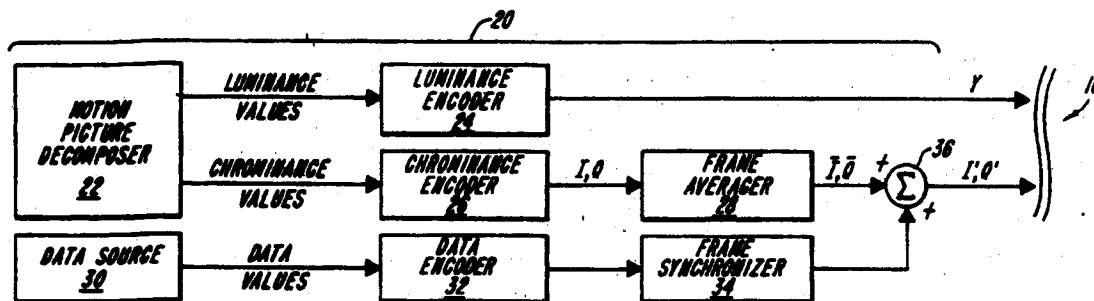 20
MOTION
PICTURE
DECOMPOSER
22
LUMINANCE
VALUES
LUMINANCE
ENCODER
24
Y
CHROMINANCE
VALUES
CHROMINANCE
ENCODER
26
I,Q
FRAME
AVERAGER
28
Ī,Q̄
+
Σ
+
36
I',Q'
DATA SOURCE
30
DATA
VALUES
DATA
ENCODER
32
FRAME
SYNCHRONIZER
34